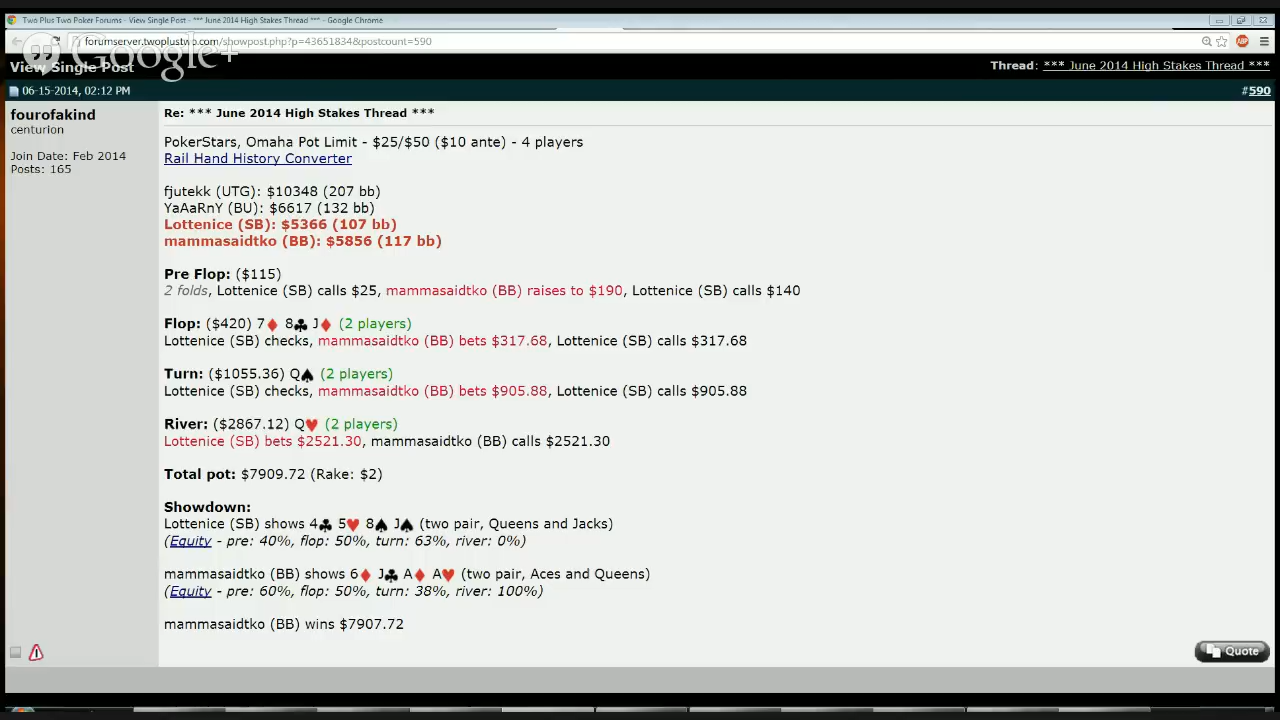 Two Plus Two Poker Forums - View Single Post - *** June 2014 High Stakes Thread *** - Google Chrome
forumserver.twoplustwo.com/showpost.php?p=43651834&postcount=590
Google+
View Single Post
Thread: *** June 2014 High Stakes Thread ***
06-15-2014, 02:12 PM
#590
fourofakind
centurion
Join Date: Feb 2014
Posts: 165
Re: *** June 2014 High Stakes Thread ***
PokerStars, Omaha Pot Limit - $25/$50 ($10 ante) - 4 players
Rail Hand History Converter
fjutekk (UTG): $10348 (207 bb)
YaAaRnY (BU): $6617 (132 bb)
Lottenice (SB): $5366 (107 bb)
mammasaidtko (BB): $5856 (117 bb)
Pre Flop: ($115)
2 folds, Lottenice (SB) calls $25, mammasaidtko (BB) raises to $190, Lottenice (SB) calls $140
Flop: ($420) 7♦ 8♣ J♦ (2 players)
Lottenice (SB) checks, mammasaidtko (BB) bets $317.68, Lottenice (SB) calls $317.68
Turn: ($1055.36) Q♠ (2 players)
Lottenice (SB) checks, mammasaidtko (BB) bets $905.88, Lottenice (SB) calls $905.88
River: ($2867.12) Q♥ (2 players)
Lottenice (SB) bets $2521.30, mammasaidtko (BB) calls $2521.30
Total pot: $7909.72 (Rake: $2)
Showdown:
Lottenice (SB) shows 4♣ 5♥ 8♠ J♠ (two pair, Queens and Jacks)
(Equity - pre: 40%, flop: 50%, turn: 63%, river: 0%)
mammasaidtko (BB) shows 6♦ J♣ A♦ A♥ (two pair, Aces and Queens)
(Equity - pre: 60%, flop: 50%, turn: 38%, river: 100%)
mammasaidtko (BB) wins $7907.72
Quote